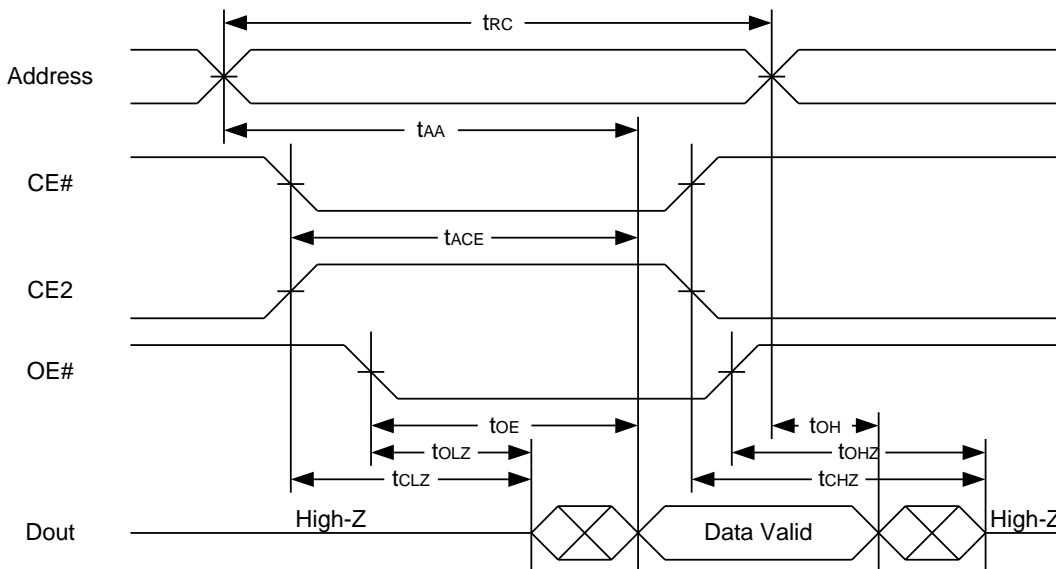 tRC
Address
tAA
CE#
tACE
CE2
OE#
tOE
tOH
tOLZ
tOHZ
tCLZ
tCHZ
High-Z
Data Valid
High-Z
Dout